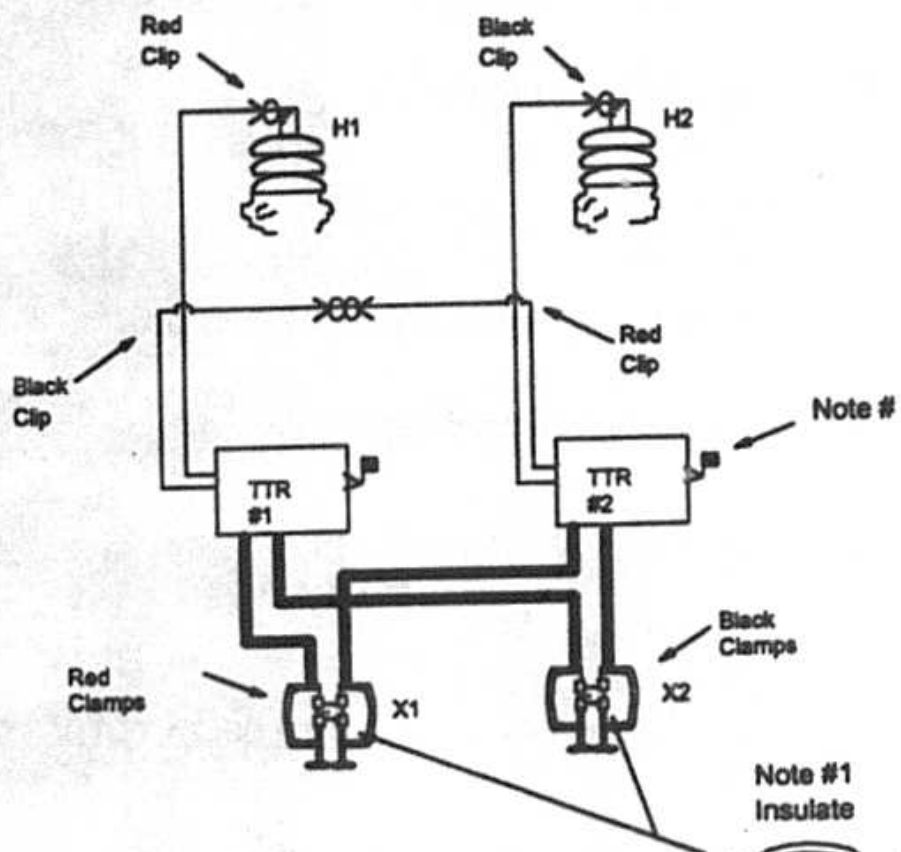 Red
Clip
Black
Clip
H1
H2
Black
Clip
Red
Clip
Note #
TTR
#1
TTR
#2
Red
Clamps
X1
Black
Clamps
X2
Note #1
Insulate